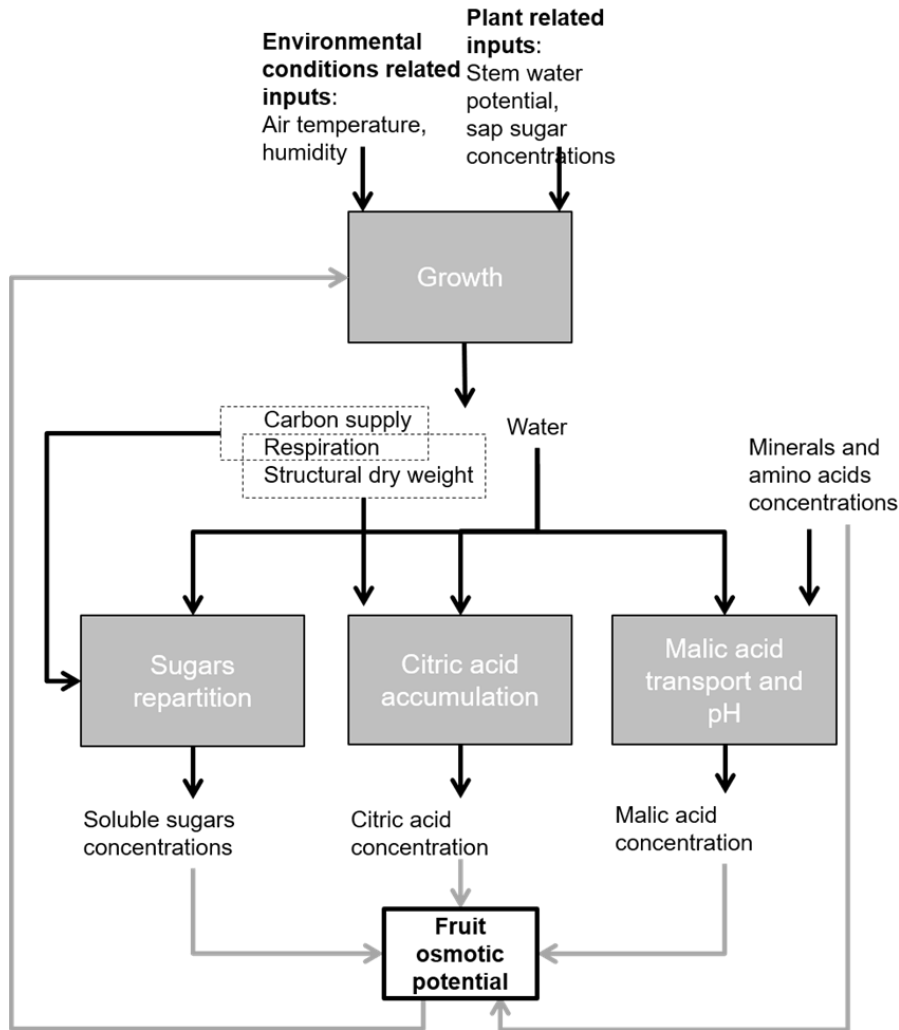 Environmental
conditions related
inputs:
Air temperature,
humidity
Plant related
inputs:
Stem water
potential,
sap sugar
concentrations
Growth
Carbon supply
Respiration
Structural dry weight
Water
Minerals and
amino acids
concentrations
Sugars
repartition
Citric acid
accumulation
Malic acid
transport and
pH
Soluble sugars
concentrations
Citric acid
concentration
Malic acid
concentration
Fruit
osmotic
potential